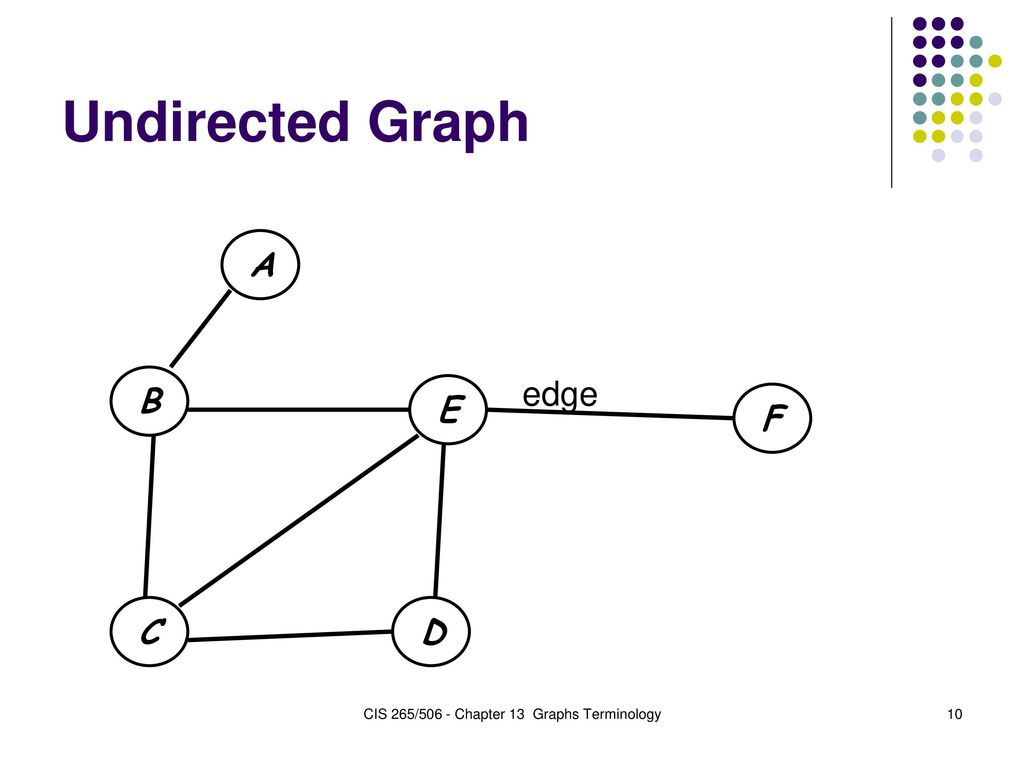 Undirected Graph
A
B
E
edge
F
C
D
CIS 265/506 - Chapter 13 Graphs Terminology
10